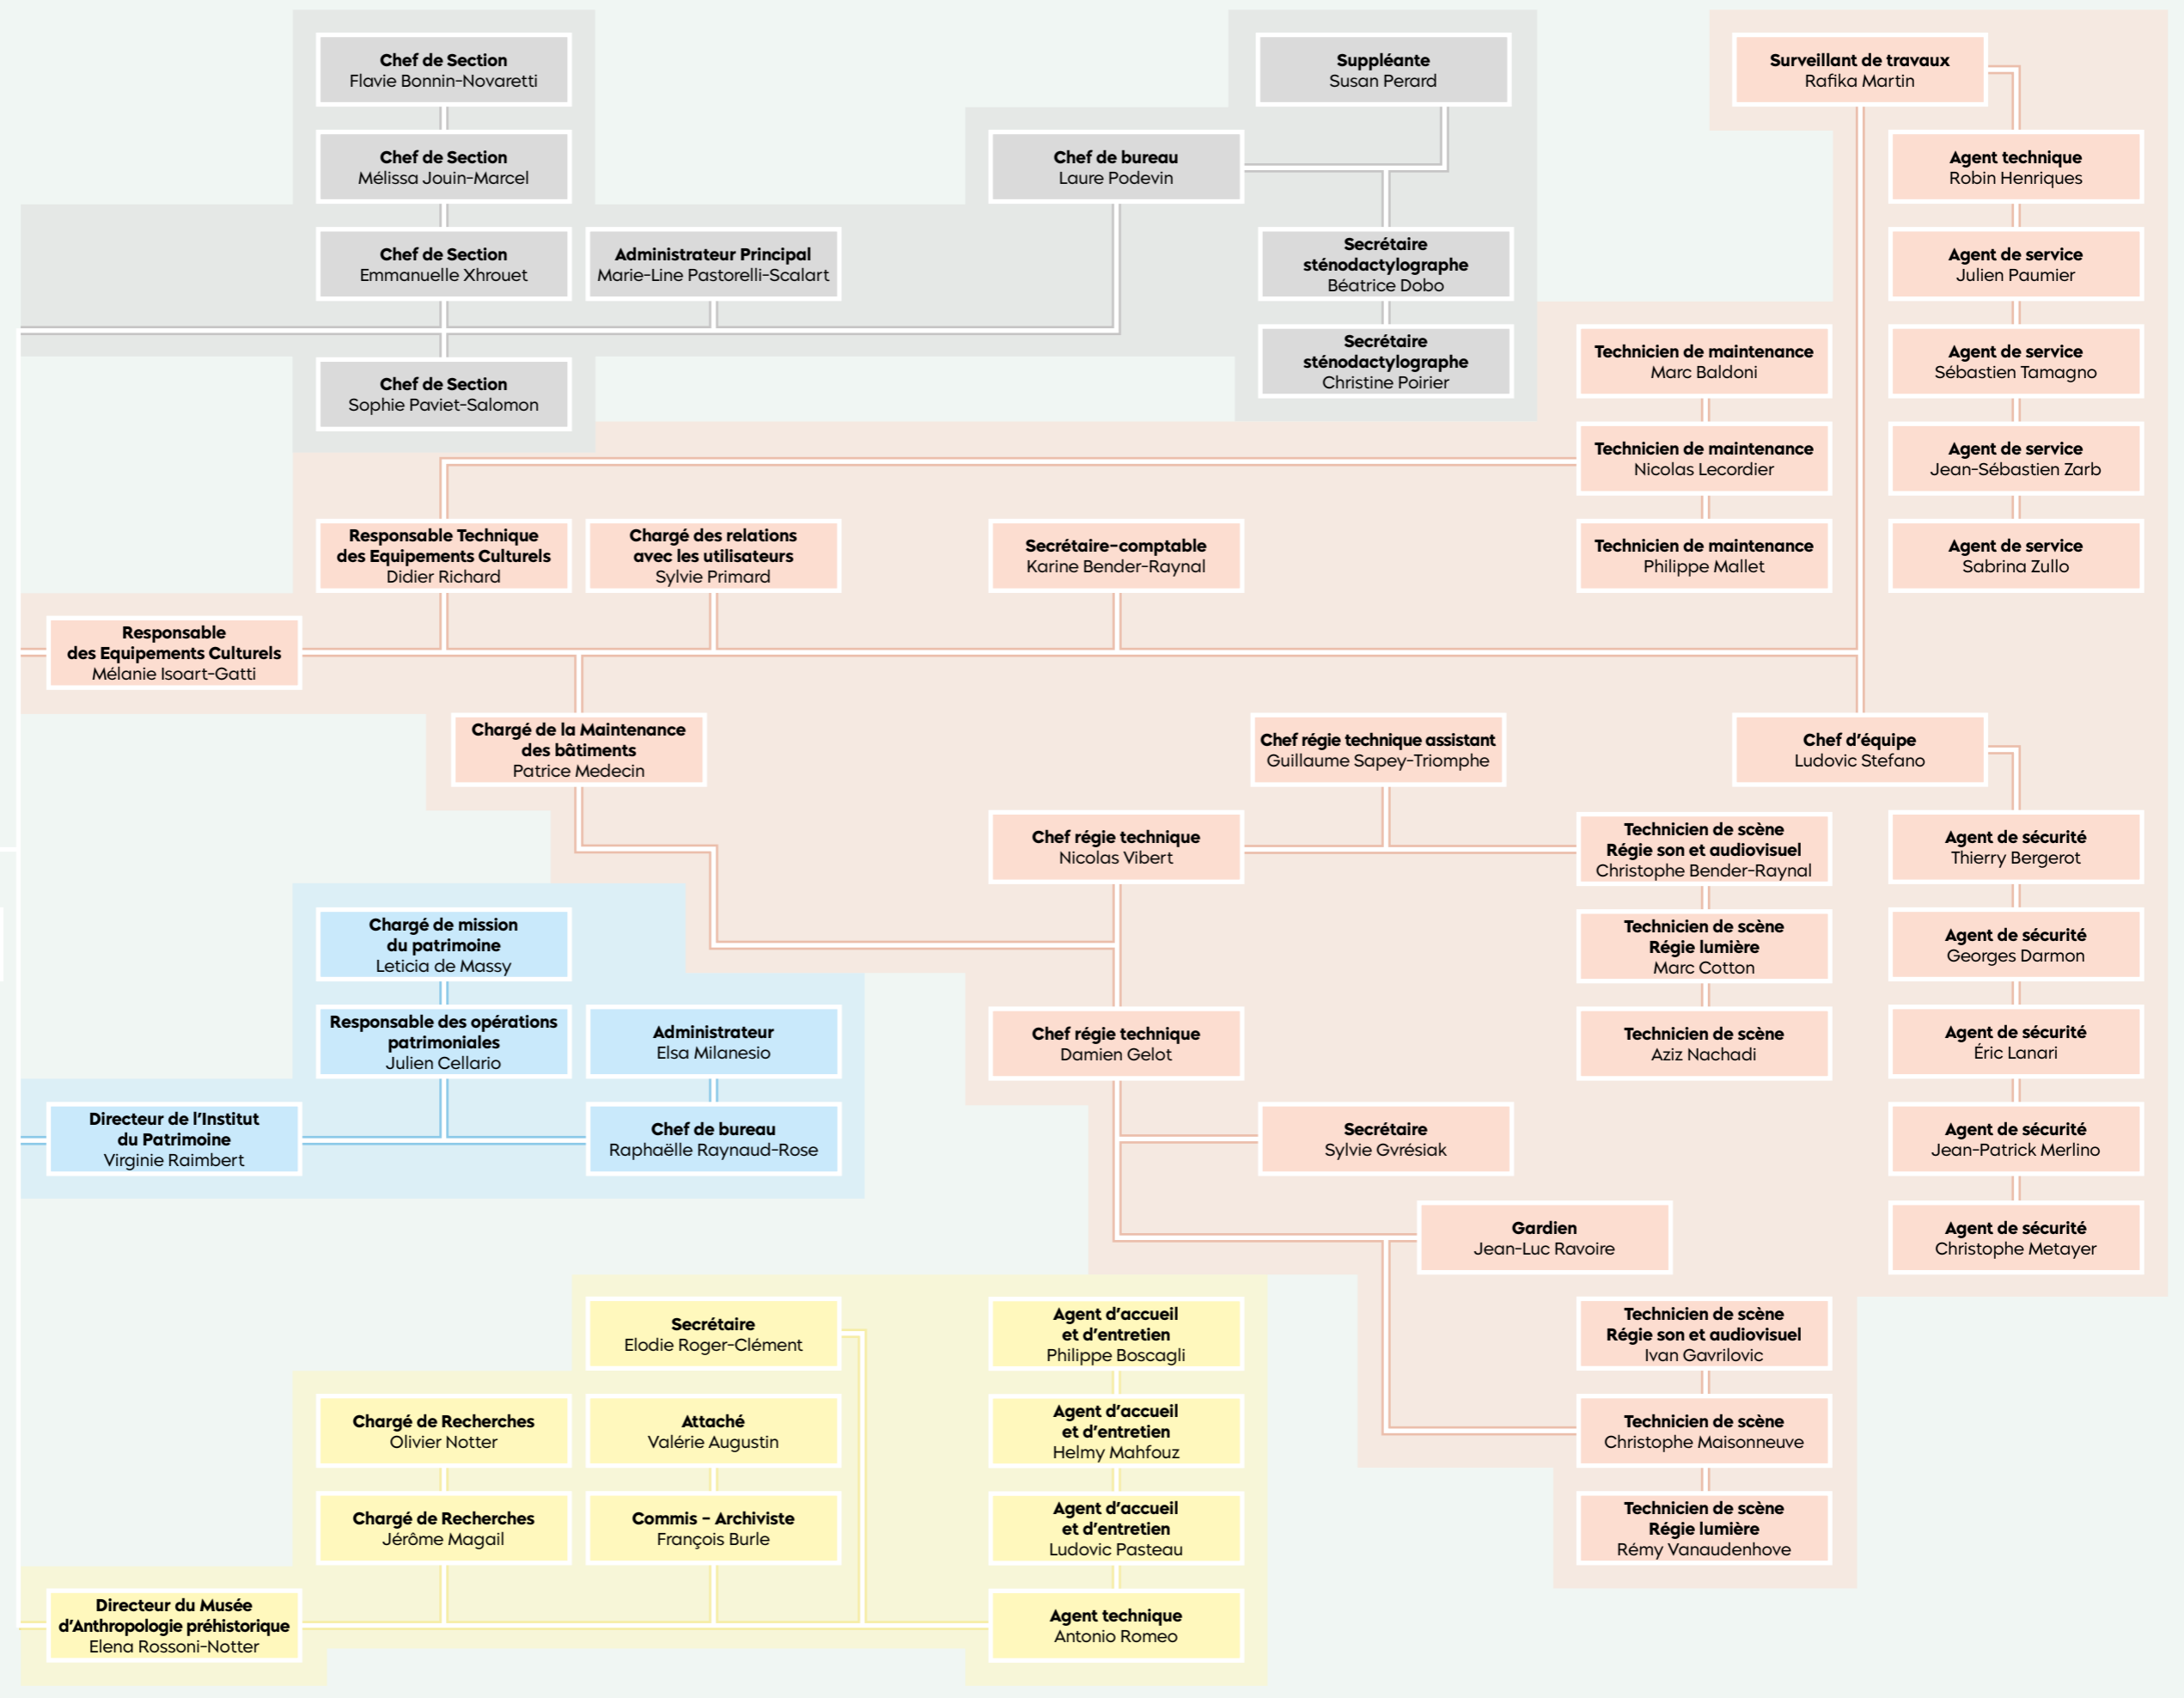 Chef de Section
Flavie Bonnin-Novaretti
Chef de Section
Mélissa Jouin-Marcel
Chef de Section
Emmanuelle Xhrouet
Administrateur Principal
Marie-Line Pastorelli-Scalart
Chef de Section
Sophie Paviet-Salomon
Suppléante
Susan Perard
Chef de bureau
Laure Podevin
Secrétaire
sténodactylographe
Béatrice Dobo
Secrétaire
sténodactylographe
Christine Poirier
Surveillant de travaux
Rafika Martin
Agent technique
Robin Henriques
Agent de service
Julien Paumier
Agent de service
Sébastien Tamagno
Agent de service
Jean-Sébastien Zarb
Agent de service
Sabrina Zullo
Technicien de maintenance
Marc Baldoni
Technicien de maintenance
Nicolas Lecordier
Technicien de maintenance
Philippe Mallet
Responsable Technique
des Equipements Culturels
Didier Richard
Chargé des relations
avec les utilisateurs
Sylvie Primard
Secrétaire-comptable
Karine Bender-Raynal
Responsable
des Equipements Culturels
Mélanie Isoart-Gatti
Chargé de la Maintenance
des bâtiments
Patrice Medecin
Chef régie technique assistant
Guillaume Sapey-Triomphe
Chef d'équipe
Ludovic Stefano
Chef régie technique
Nicolas Vibert
Technicien de scène
Régie son et audiovisuel
Christophe Bender-Raynal
Technicien de scène
Régie lumière
Marc Cotton
Technicien de scène
Aziz Nachadi
Agent de sécurité
Thierry Bergerot
Agent de sécurité
Georges Darmon
Agent de sécurité
Éric Lanari
Agent de sécurité
Jean-Patrick Merlino
Agent de sécurité
Christophe Metayer
Chef régie technique
Damien Gelot
Secrétaire
Sylvie Gvrésiak
Gardien
Jean-Luc Ravoire
Technicien de scène
Régie son et audiovisuel
Ivan Gavrilovic
Technicien de scène
Christophe Maisonneuve
Technicien de scène
Régie lumière
Rémy Vanaudenhove
Chargé de mission
du patrimoine
Leticia de Massy
Responsable des opérations
patrimoniales
Julien Cellario
Administrateur
Elsa Milanesio
Directeur de l'Institut
du Patrimoine
Virginie Raimbert
Chef de bureau
Raphaëlle Raynaud-Rose
Secrétaire
Elodie Roger-Clément
Chargé de Recherches
Olivier Notter
Attaché
Valérie Augustin
Chargé de Recherches
Jérôme Magail
Commis - Archiviste
François Burle
Agent d'accueil
et d'entretien
Philippe Boscagli
Agent d'accueil
et d'entretien
Helmy Mahfouz
Agent d'accueil
et d'entretien
Ludovic Pasteau
Directeur du Musée
d'Anthropologie préhistorique
Elena Rossoni-Notter
Agent technique
Antonio Romeo